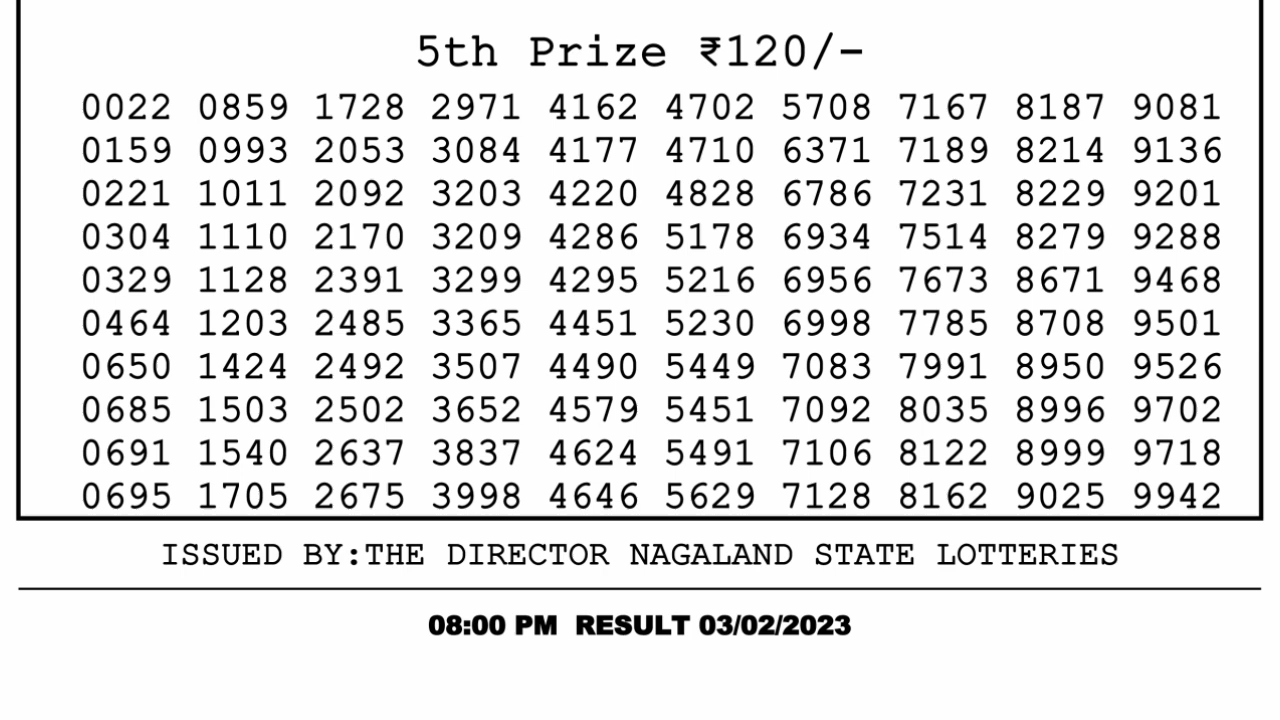 5th Prize ₹120/-
0022 0859 1728 2971 4162 4702 5708 7167 8187 9081
0159 0993 2053 3084 4177 4710 6371 7189 8214 9136
0221 1011 2092 3203 4220 4828 6786 7231 8229 9201
0304 1110 2170 3209 4286 5178 6934 7514 8279 9288
0329 1128 2391 3299 4295 5216 6956 7673 8671 9468
0464 1203 2485 3365 4451 5230 6998 7785 8708 9501
0650 1424 2492 3507 4490 5449 7083 7991 8950 9526
0685 1503 2502 3652 4579 5451 7092 8035 8996 9702
0691 1540 2637 3837 4624 5491 7106 8122 8999 9718
0695 1705 2675 3998 4646 5629 7128 8162 9025 9942
ISSUED BY:THE DIRECTOR NAGALAND STATE LOTTERIES
08:00 PM RESULT 03/02/2023